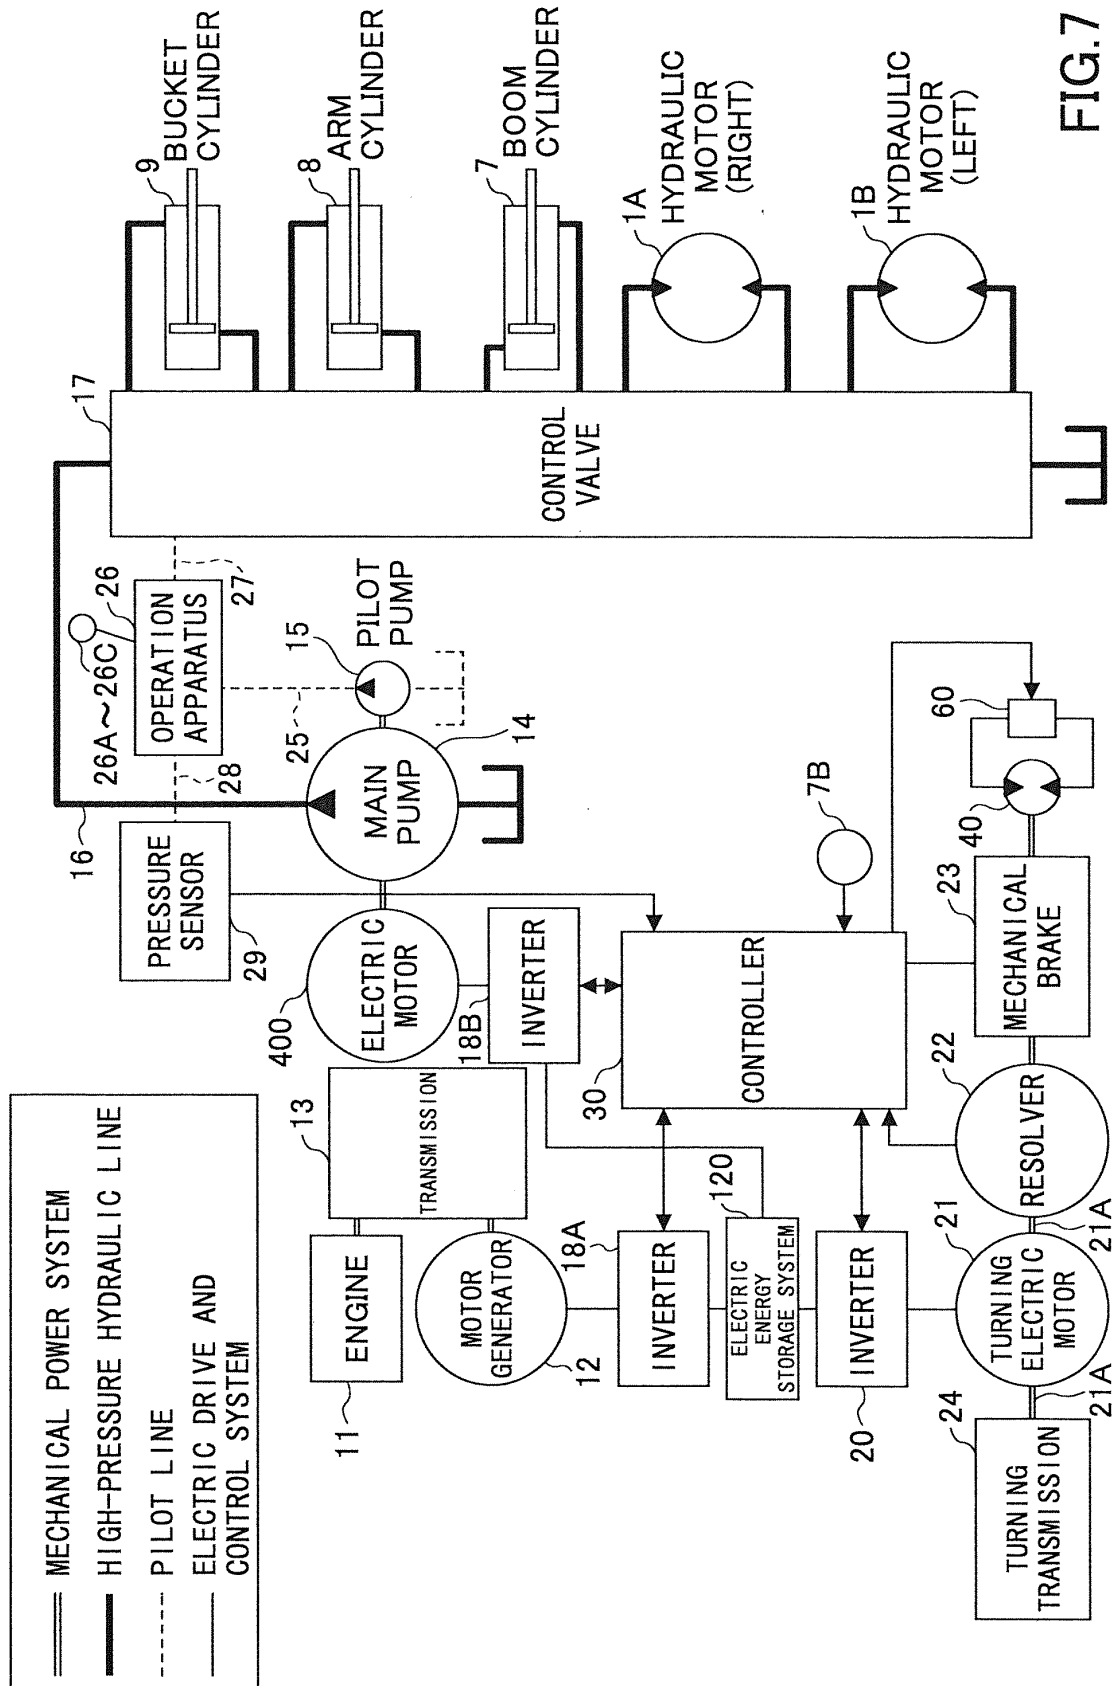 MECHANICAL POWER SYSTEM
HIGH-PRESSURE HYDRAULIC LINE
PILOT LINE
ELECTRIC DRIVE AND
CONTROL SYSTEM
9
BUCKET
CYLINDER
8
ARM
CYLINDER
7
BOOM
CYLINDER
1A
HYDRAULIC
MOTOR
(RIGHT)
1B
HYDRAULIC
MOTOR
(LEFT)
17
CONTROL
VALVE
16
26A~26C
26
OPERATION
APPARATUS
27
28
25
15
PILOT
PUMP
PRESSURE
SENSOR
29
14
MAIN
PUMP
400
ELECTRIC
MOTOR
18B
INVERTER
13
TRANSMISSION
11
ENGINE
12
MOTOR
GENERATOR
18A
INVERTER
120
ELECTRIC
ENERGY
STORAGE SYSTEM
20
INVERTER
30
CONTROLLER
7B
60
40
23
MECHANICAL
BRAKE
22
RESOLVER
21A
21
TURNING
ELECTRIC
MOTOR
21A
24
TURNING
TRANSMISSION
FIG.7